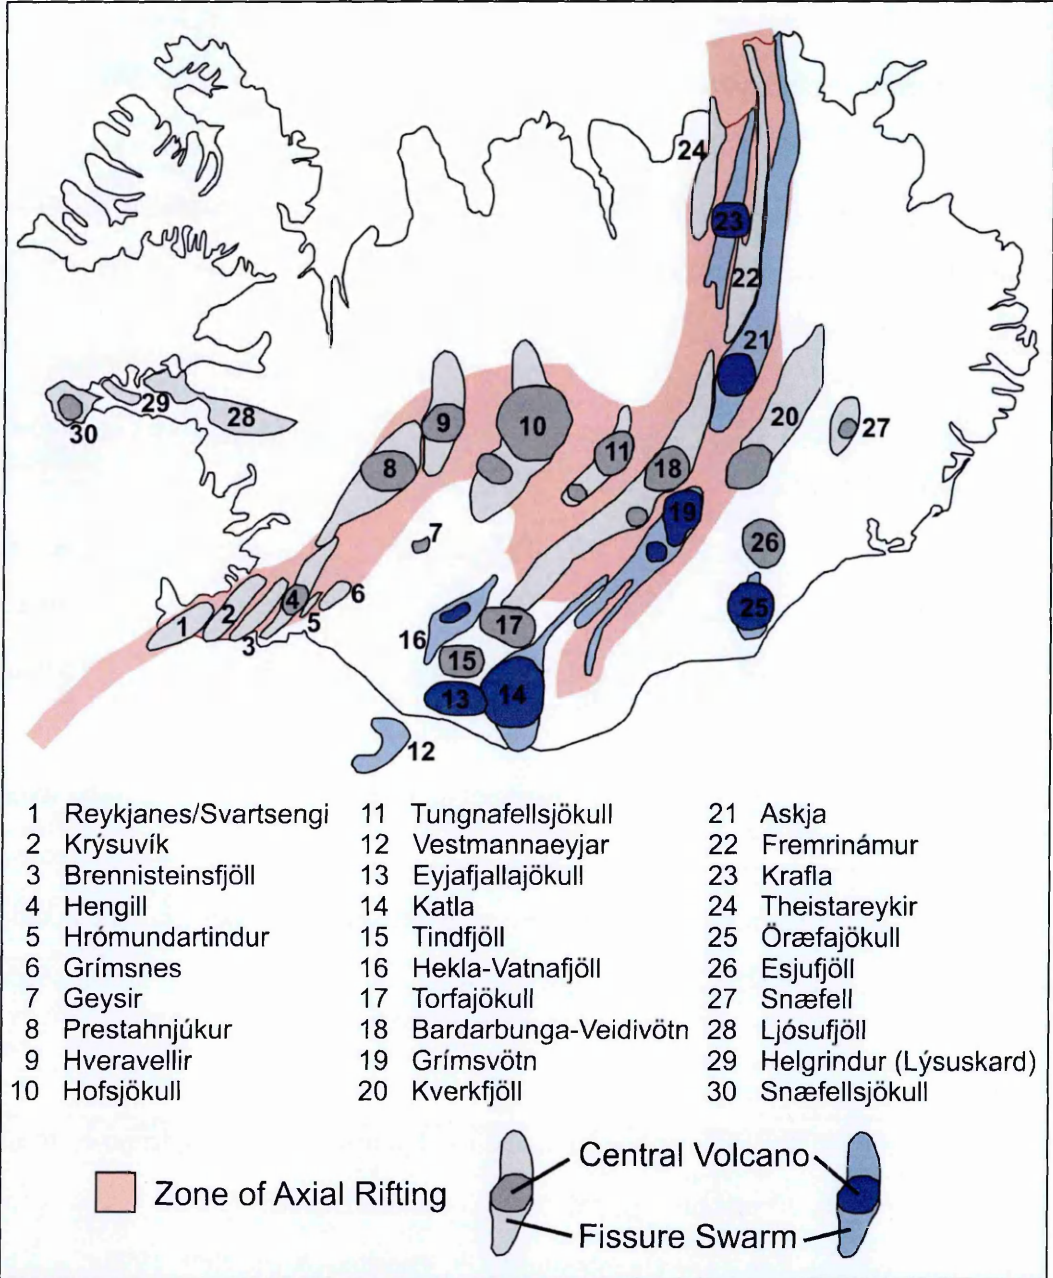 24
23
22
21
20
27
30
29
28
9
10
11
8
18
19
7
26
4
6
2
5
1
3
25
16
17
15
13
14
12
1 Reykjanes/Svartsengi 11 Tungnafellsjökull 21 Askja
2 Krýsuvík 12 Vestmannaeyjar 22 Fremrinámur
3 Brennisteinsfjöll 13 Eyjafjallajökull 23 Krafla
4 Hengill 14 Katla 24 Theistareykir
5 Hrómundartindur 15 Tindfjöll 25 Öræfajökull
6 Grímsnes 16 Hekla-Vatnafjöll 26 Esjufjöll
7 Geysir 17 Torfajökull 27 Snæfell
8 Prestahnjúkur 18 Bardarbunga-Veidivötn 28 Ljósufjöll
9 Hveravellir 19 Grímsvötn 29 Helgrindur (Lýsuskard)
10 Hofsjökull 20 Kverkfjöll 30 Snæfellsjökull
Zone of Axial Rifting
Central Volcano
Fissure Swarm